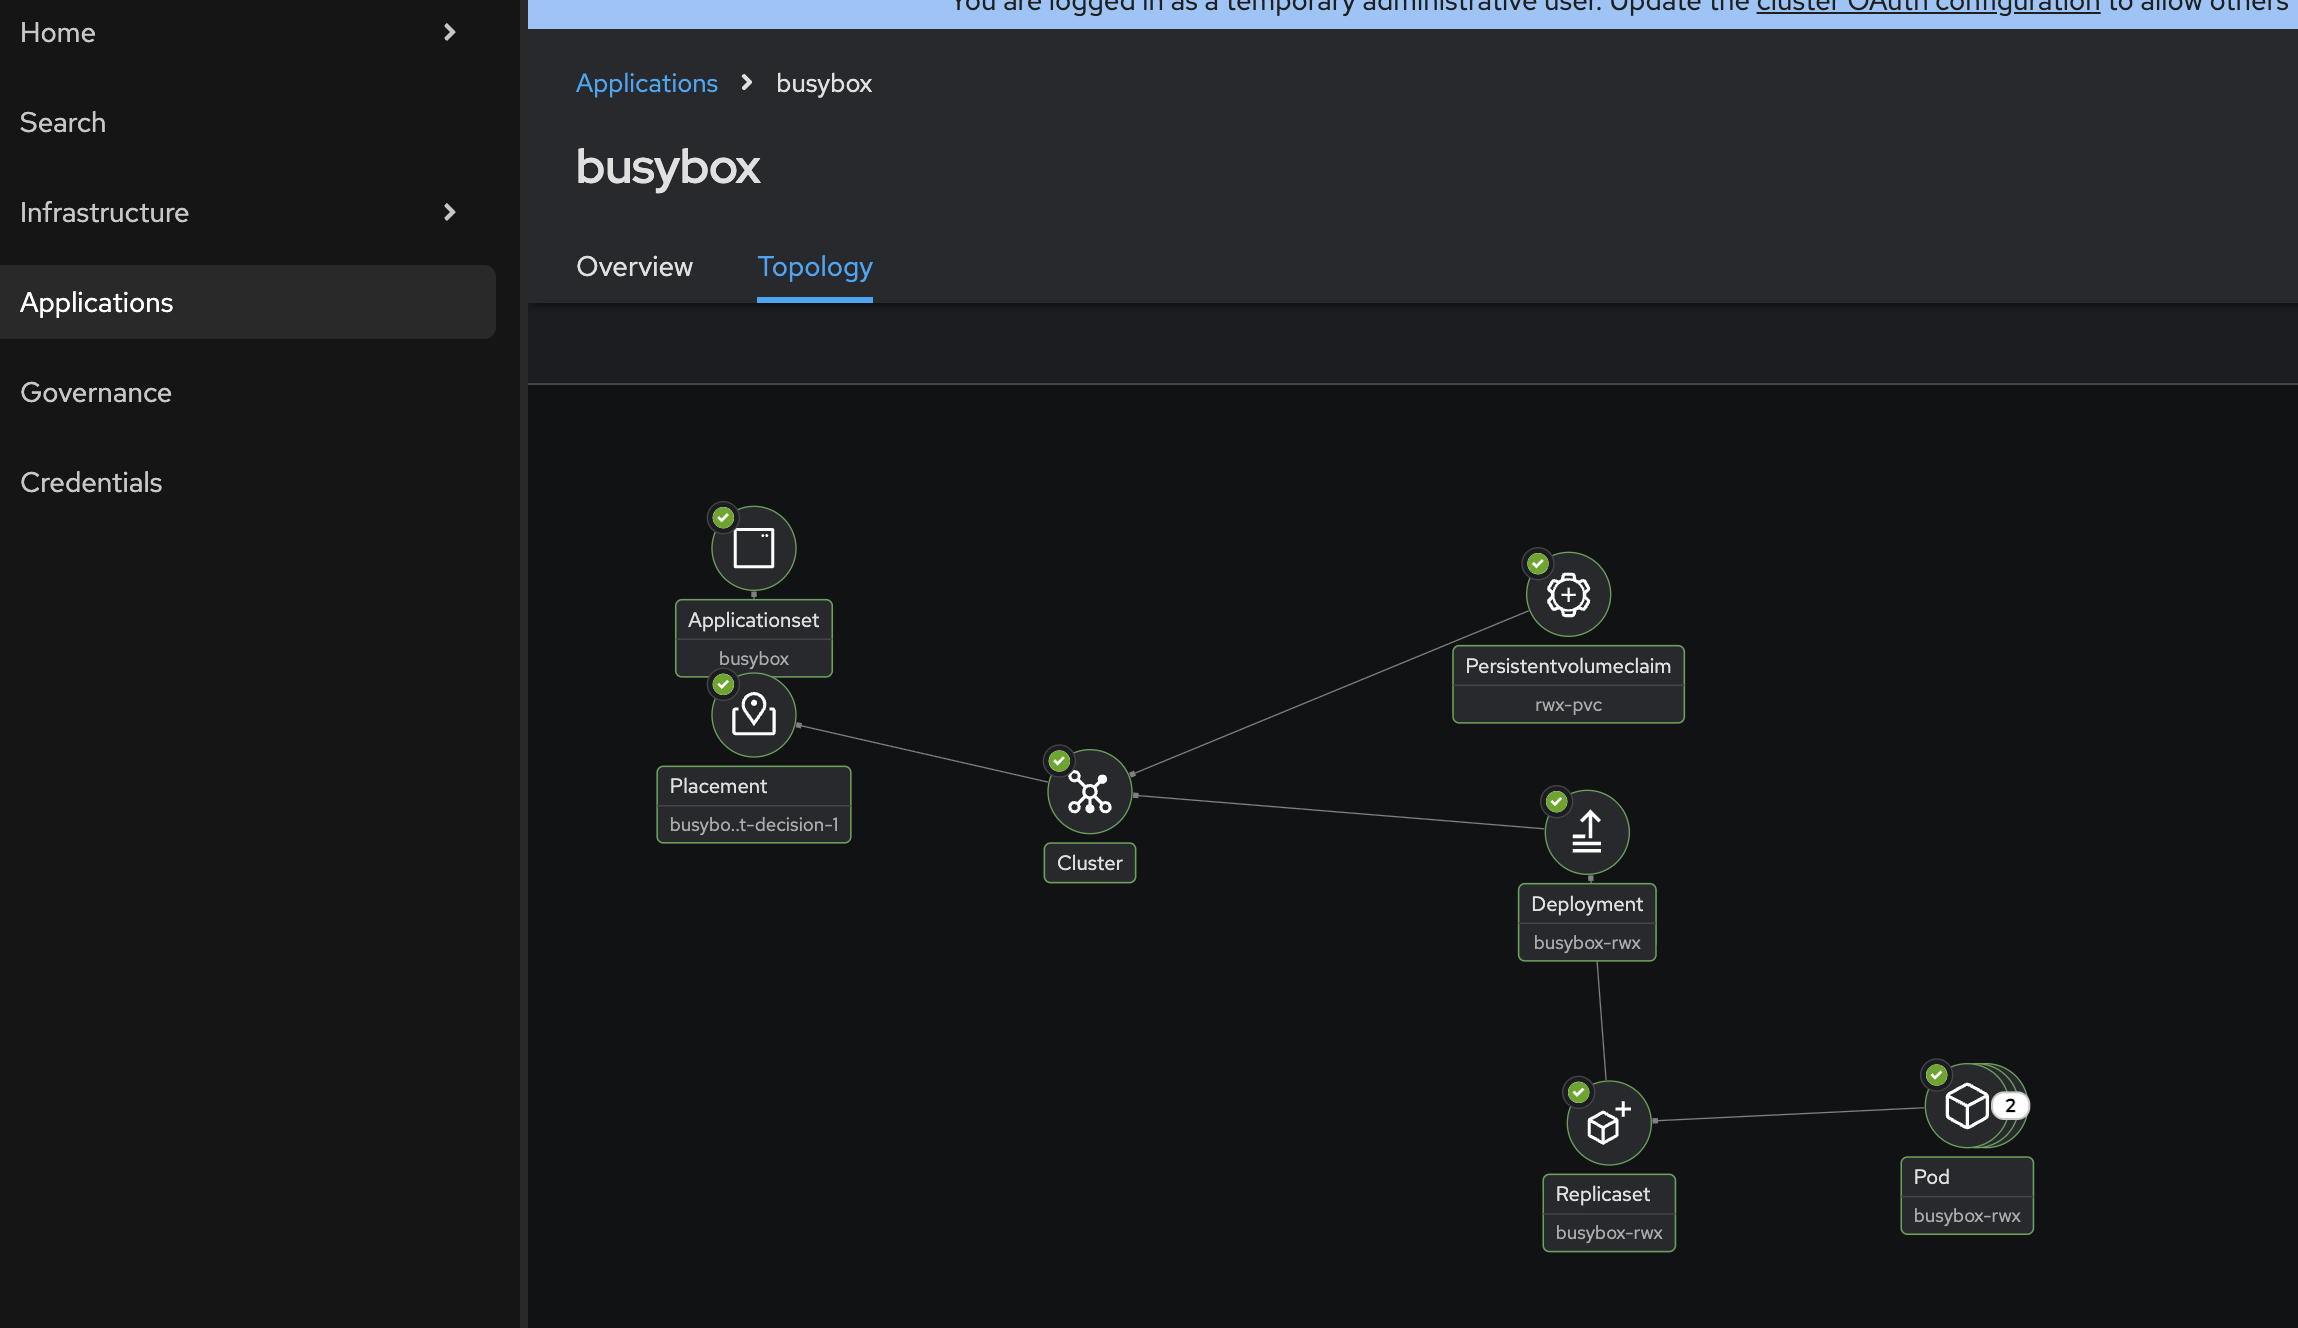 Home
Search
Infrastructure
Applications
Governance
Credentials
You are logged in as a temporary administrative user. Update the cluster OAuth configuration to allow others
Applications > busybox
busybox
Overview Topology
Applicationset
busybox
Placement
busybo..t-decision-1
Cluster
Persistentvolumeclaim
rwx-pvc
Deployment
busybox-rwx
Replicaset
busybox-rwx
2
Pod
busybox-rwx